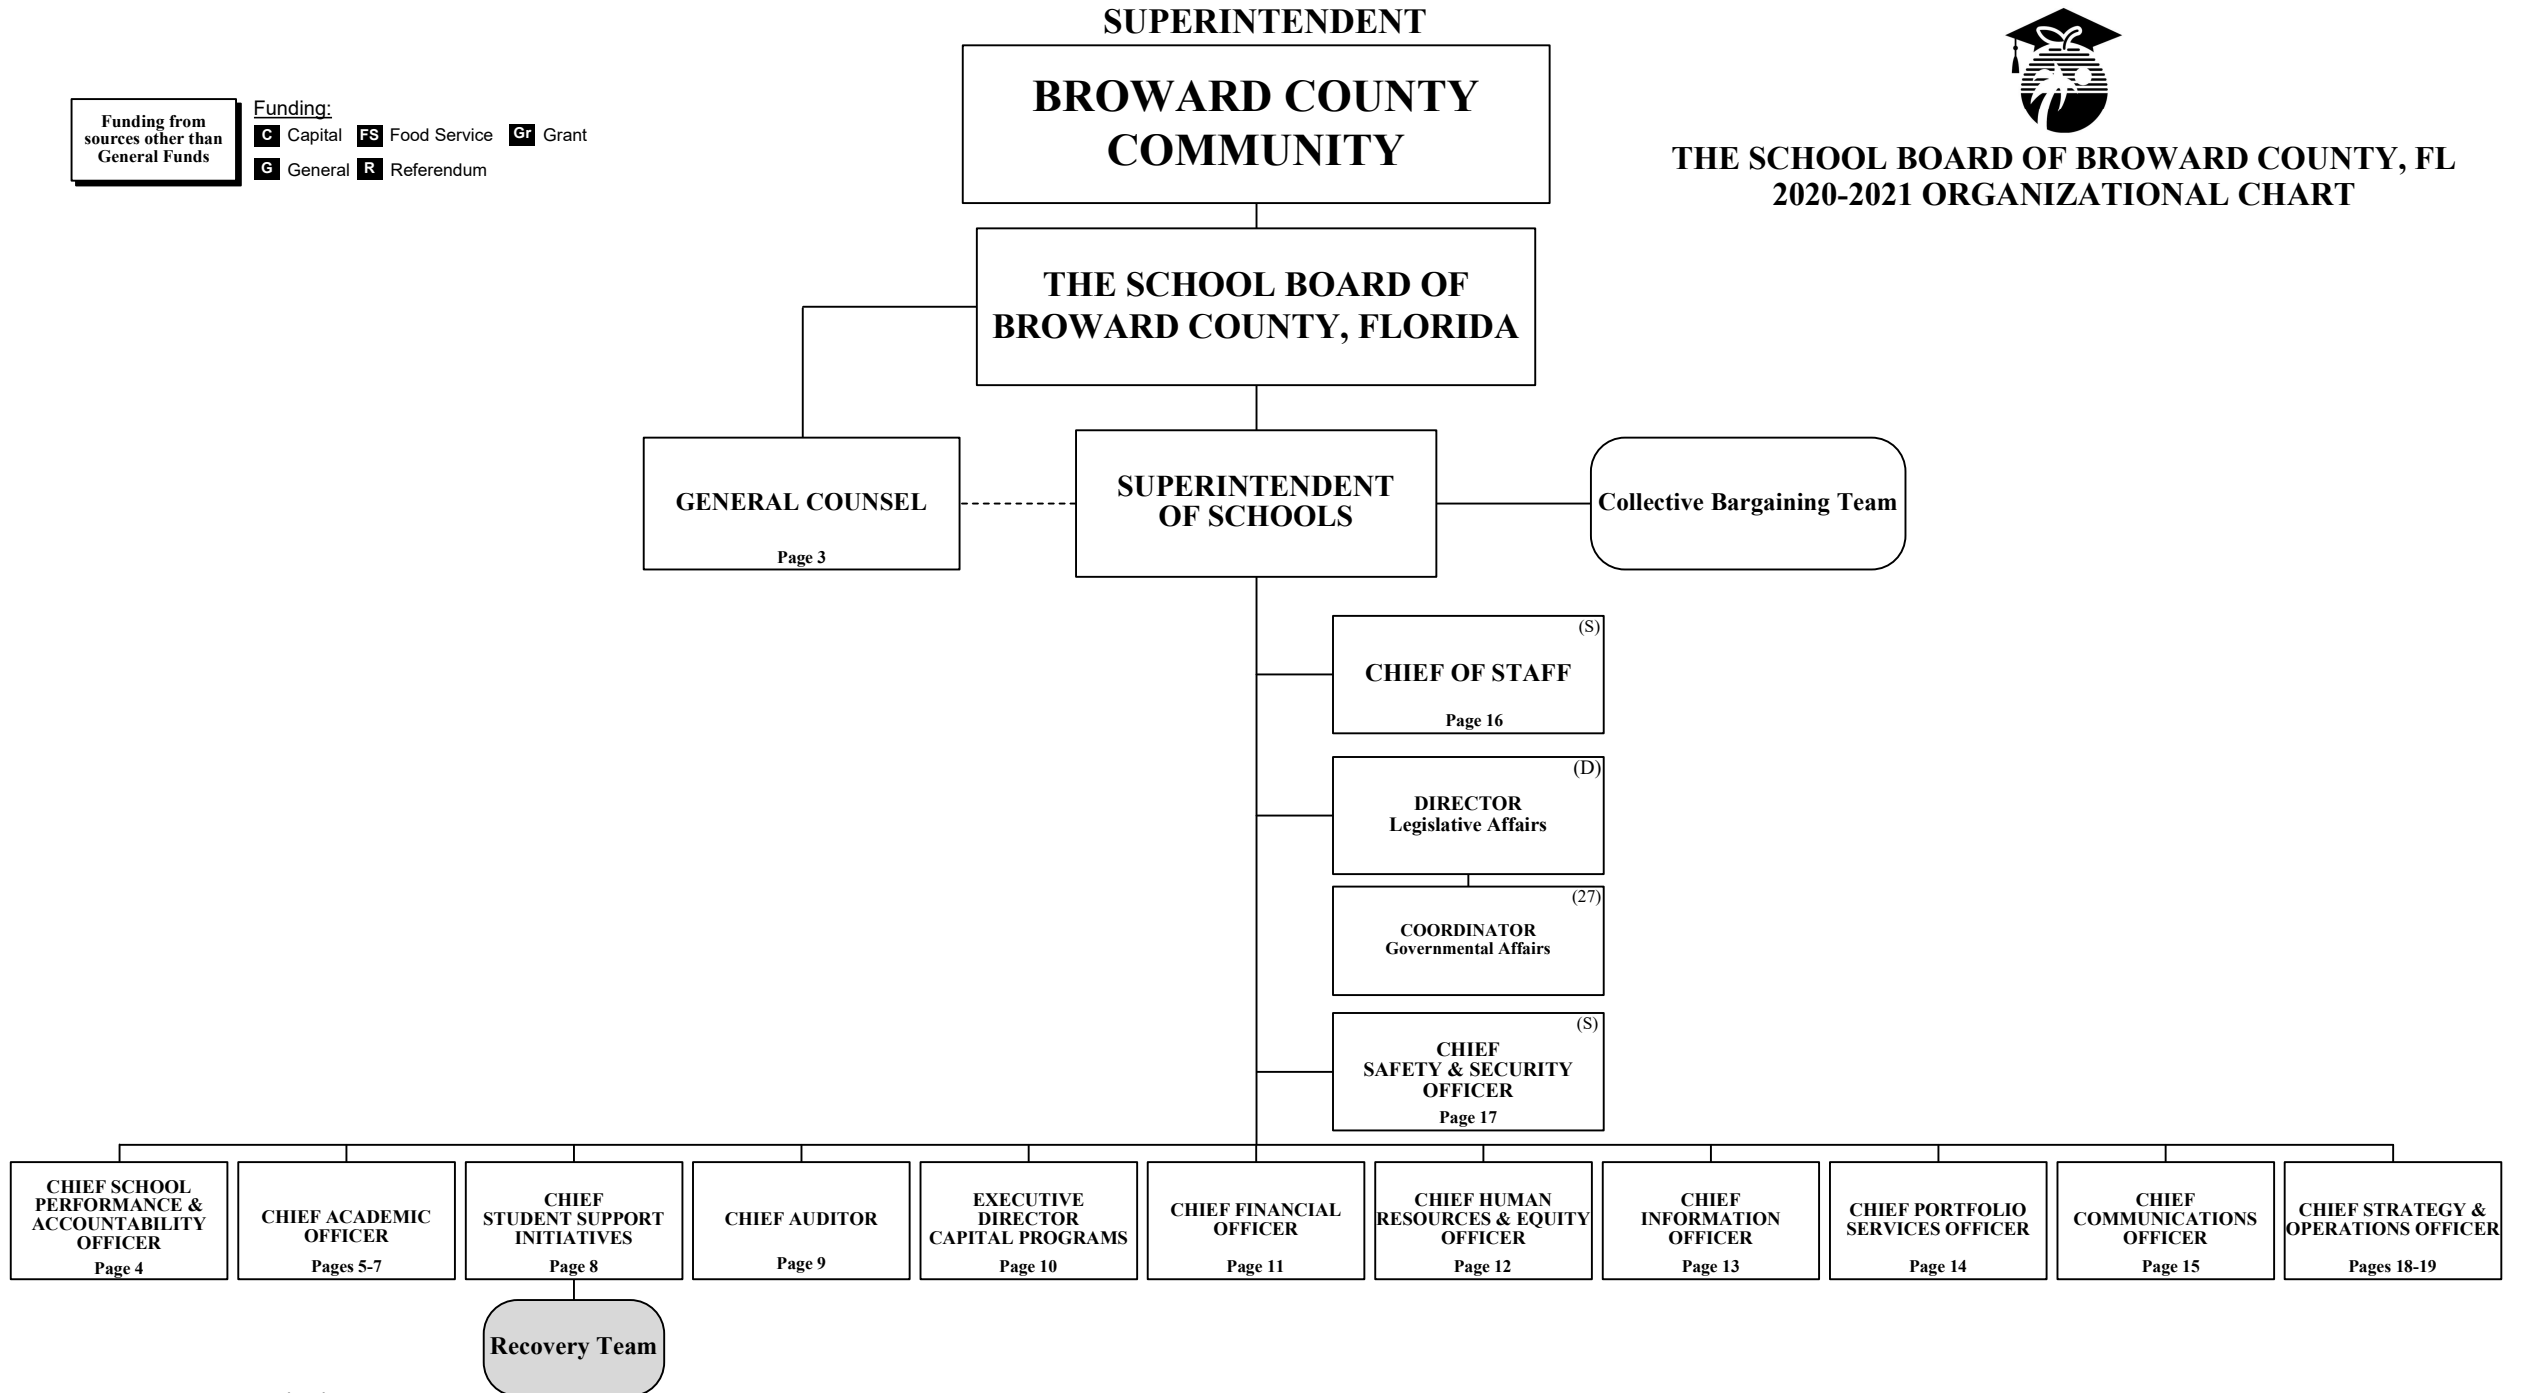 SUPERINTENDENT
BROWARD COUNTY
COMMUNITY
Funding from
sources other than
General Funds
Funding:
C Capital FS Food Service Gr Grant
G General R Referendum
THE SCHOOL BOARD OF BROWARD COUNTY, FL
2020-2021 ORGANIZATIONAL CHART
THE SCHOOL BOARD OF
BROWARD COUNTY, FLORIDA
GENERAL COUNSEL
Page 3
SUPERINTENDENT
OF SCHOOLS
Collective Bargaining Team
(S)
CHIEF OF STAFF
Page 16
(D)
DIRECTOR
Legislative Affairs
(27)
COORDINATOR
Governmental Affairs
(S)
CHIEF
SAFETY & SECURITY
OFFICER
Page 17
CHIEF SCHOOL
PERFORMANCE &
ACCOUNTABILITY
OFFICER
Page 4
CHIEF ACADEMIC
OFFICER
Pages 5-7
CHIEF
STUDENT SUPPORT
INITIATIVES
Page 8
CHIEF AUDITOR
Page 9
EXECUTIVE
DIRECTOR
CAPITAL PROGRAMS
Page 10
CHIEF FINANCIAL
OFFICER
Page 11
CHIEF HUMAN
RESOURCES & EQUITY
OFFICER
Page 12
CHIEF
INFORMATION
OFFICER
Page 13
CHIEF PORTFOLIO
SERVICES OFFICER
Page 14
CHIEF
COMMUNICATIONS
OFFICER
Page 15
CHIEF STRATEGY &
OPERATIONS OFFICER
Pages 18-19
Recovery Team